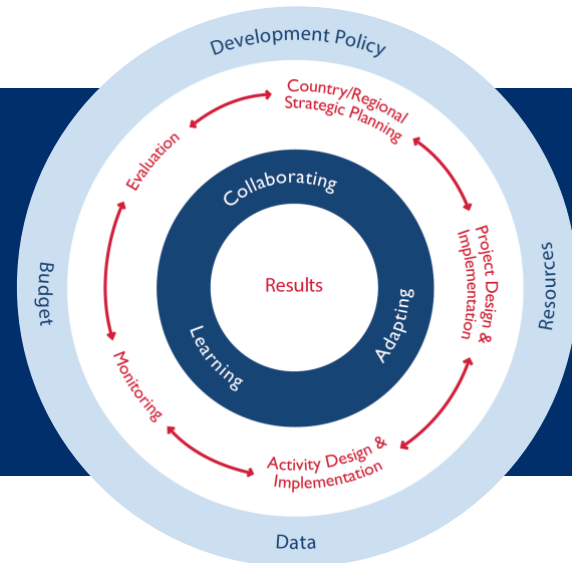 Development Policy
Country/Regional
Strategic Planning
Evaluation
Collaborating
Project Design &
Implementation
Budget
Results
Resources
Adapting
Learning
Monitoring
Activity Design &
Implementation
Data